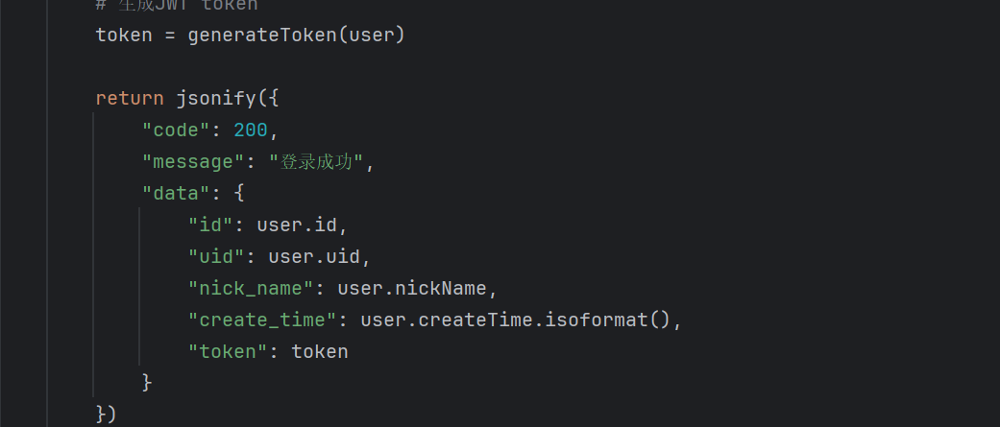 # 生成JWT token
token = generateToken(user)
return jsonify({
"code": 200,
"message": "登录成功",
"data": {
"id": user.id,
"uid": user.uid,
"nick_name": user.nickName,
"create_time": user.createTime.isoformat(),
"token": token
}
})